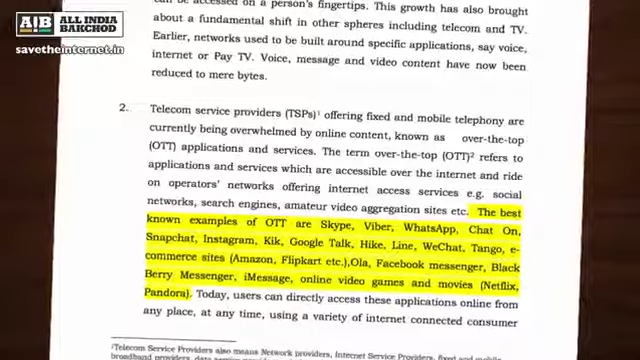 AIB ALL INDIA BAKCHOD
savetheinternet.in
can be accessed on a person's fingertips. This growth has also brought
about a fundamental shift in other spheres including telecom and TV.
Earlier, networks used to be built around specific applications, say voice,
internet or Pay TV. Voice, message and video content have now been
reduced to mere bytes.
2. Telecom service providers (TSPs)¹ offering fixed and mobile telephony are
currently being overwhelmed by online content, known as over-the-top
(OTT) applications and services. The term over-the-top (OTT)² refers to
applications and services which are accessible over the internet and ride
on operators' networks offering internet access services e.g. social
networks, search engines, amateur video aggregation sites etc. The best
known examples of OTT are Skype, Viber, WhatsApp, Chat On,
Snapchat, Instagram, Kik, Google Talk, Hike, Line, WeChat, Tango, e-
commerce sites (Amazon, Flipkart etc.),Ola, Facebook messenger, Black
Berry Messenger, iMessage, online video games and movies (Netflix,
Pandora). Today, users can directly access these applications online from
any place, at any time, using a variety of internet connected consumer
¹Telecom Service Providers also means Network providers, Internet Service Providers, fixed and mobile
broadband providers, data service